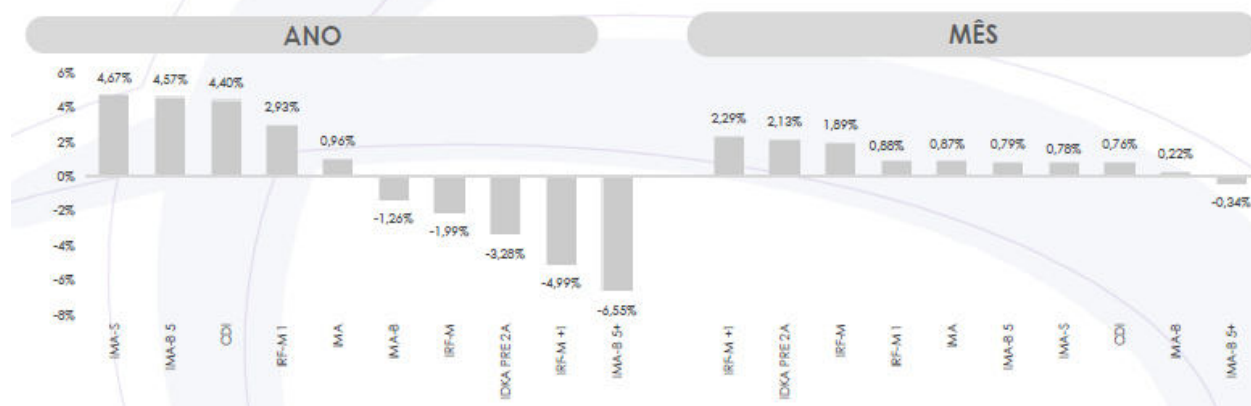 ANO
6%
4%
2%
0%
-2%
-4%
-6%
-8%
4,67%
4,57%
4,40%
2,93%
0,96%
-1,26%
-1,99%
-3,28%
-4,99%
-6,55%
IMA-S
IMA-B 5
CDI
IRF-M 1
IMA
IMA-B
IRF-M
IDKA PRE 2A
IRF-M +1
IMA-B 5+
MÊS
2,29%
2,13%
1,89%
0,88%
0,87%
0,79%
0,78%
0,76%
0,22%
-0,34%
IRF-M +1
IDKA PRE 2A
IRF-M
IRF-M 1
IMA
IMA-B 5
IMA-S
CDI
IMA-B
IMA-B 5+